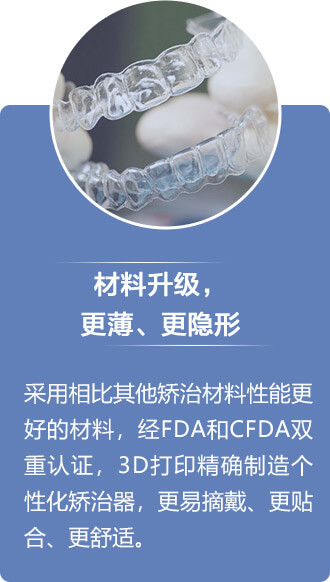 材料升级，
更薄、更隐形
采用相比其他矫治材料性能更
好的材料，经FDA和CFDA双
重认证，3D打印精确制造个
性化矫治器，更易摘戴、更贴
合、更舒适。